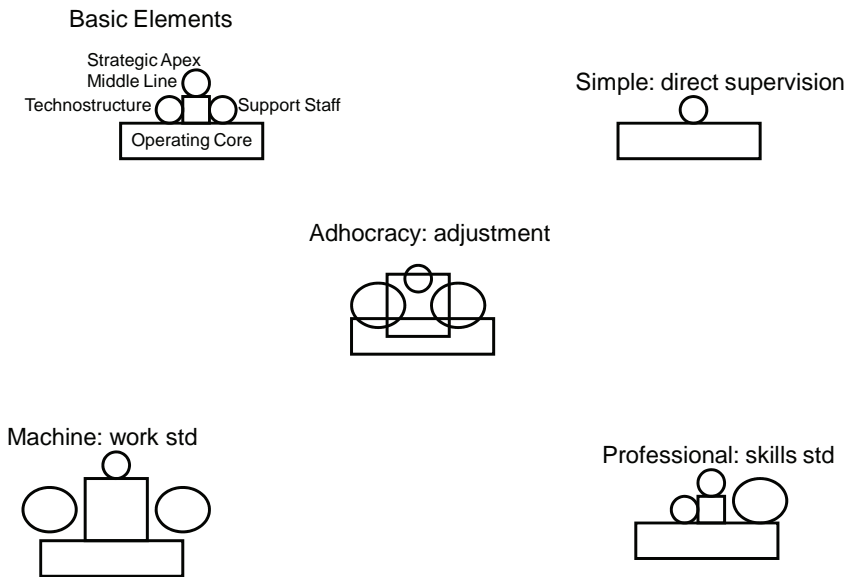 Basic Elements
Strategic Apex
Middle Line
Technostructure
Support Staff
Operating Core
Simple: direct supervision
Adhocracy: adjustment
Machine: work std
Professional: skills std